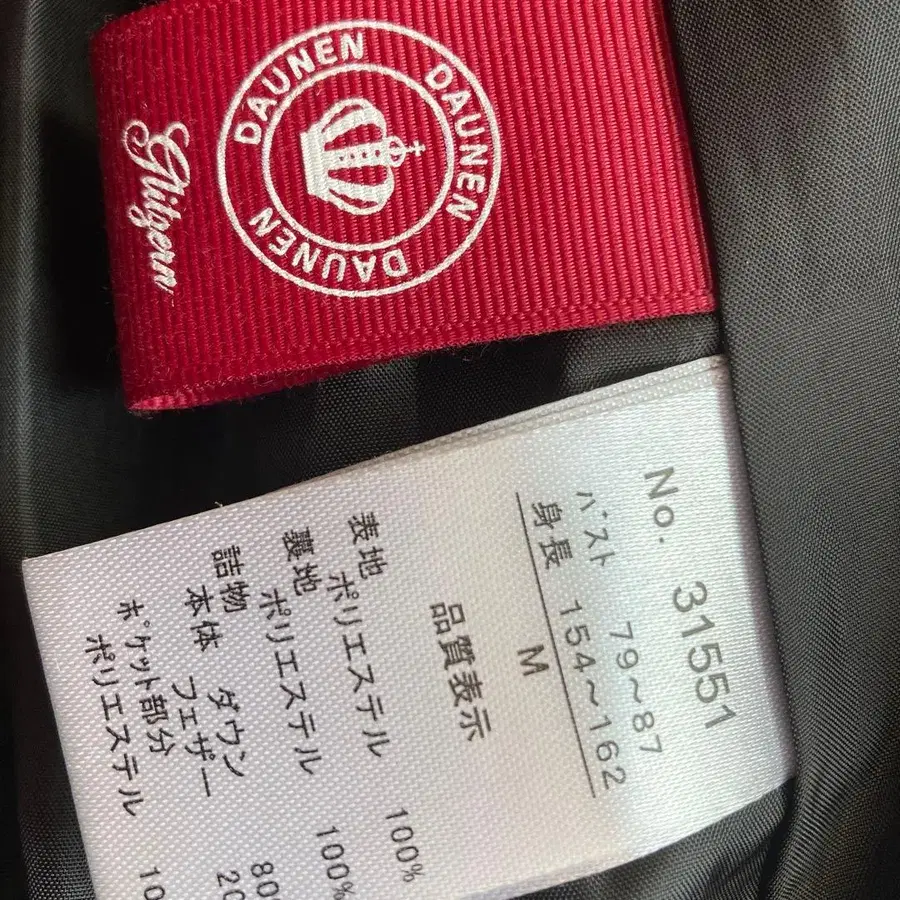 DAUNEN DAUNEN DAUNEN
Glitzern
No. 31551
バスト 79～87
身長 154～162
M
品質表示
表地 ポリエステル 100%
裏地 ポリエステル 100%
詰物
本体 ダウン 80
フェザー 20
ポケット部分
ポリエステル 10